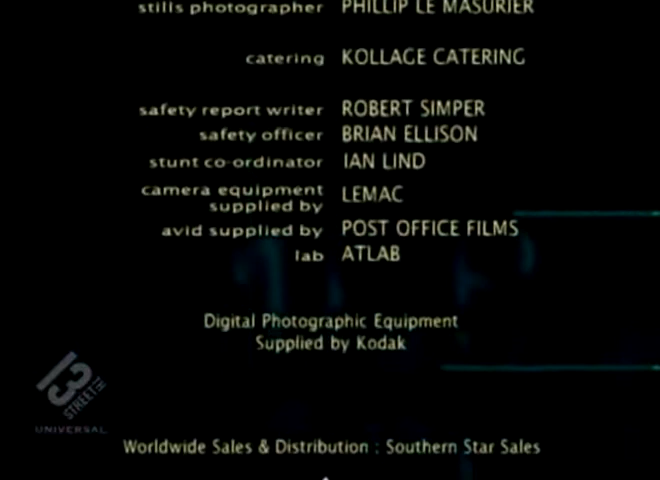 stills photographer PHILLIP LE MASURIER
catering KOLLAGE CATERING
safety report writer ROBERT SIMPER
safety officer BRIAN ELLISON
stunt co-ordinator IAN LIND
camera equipment
supplied by LEMAC
avid supplied by POST OFFICE FILMS
lab ATLAB
Digital Photographic Equipment
Supplied by Kodak
13
STREET
UNIVERSAL
Worldwide Sales & Distribution : Southern Star Sales